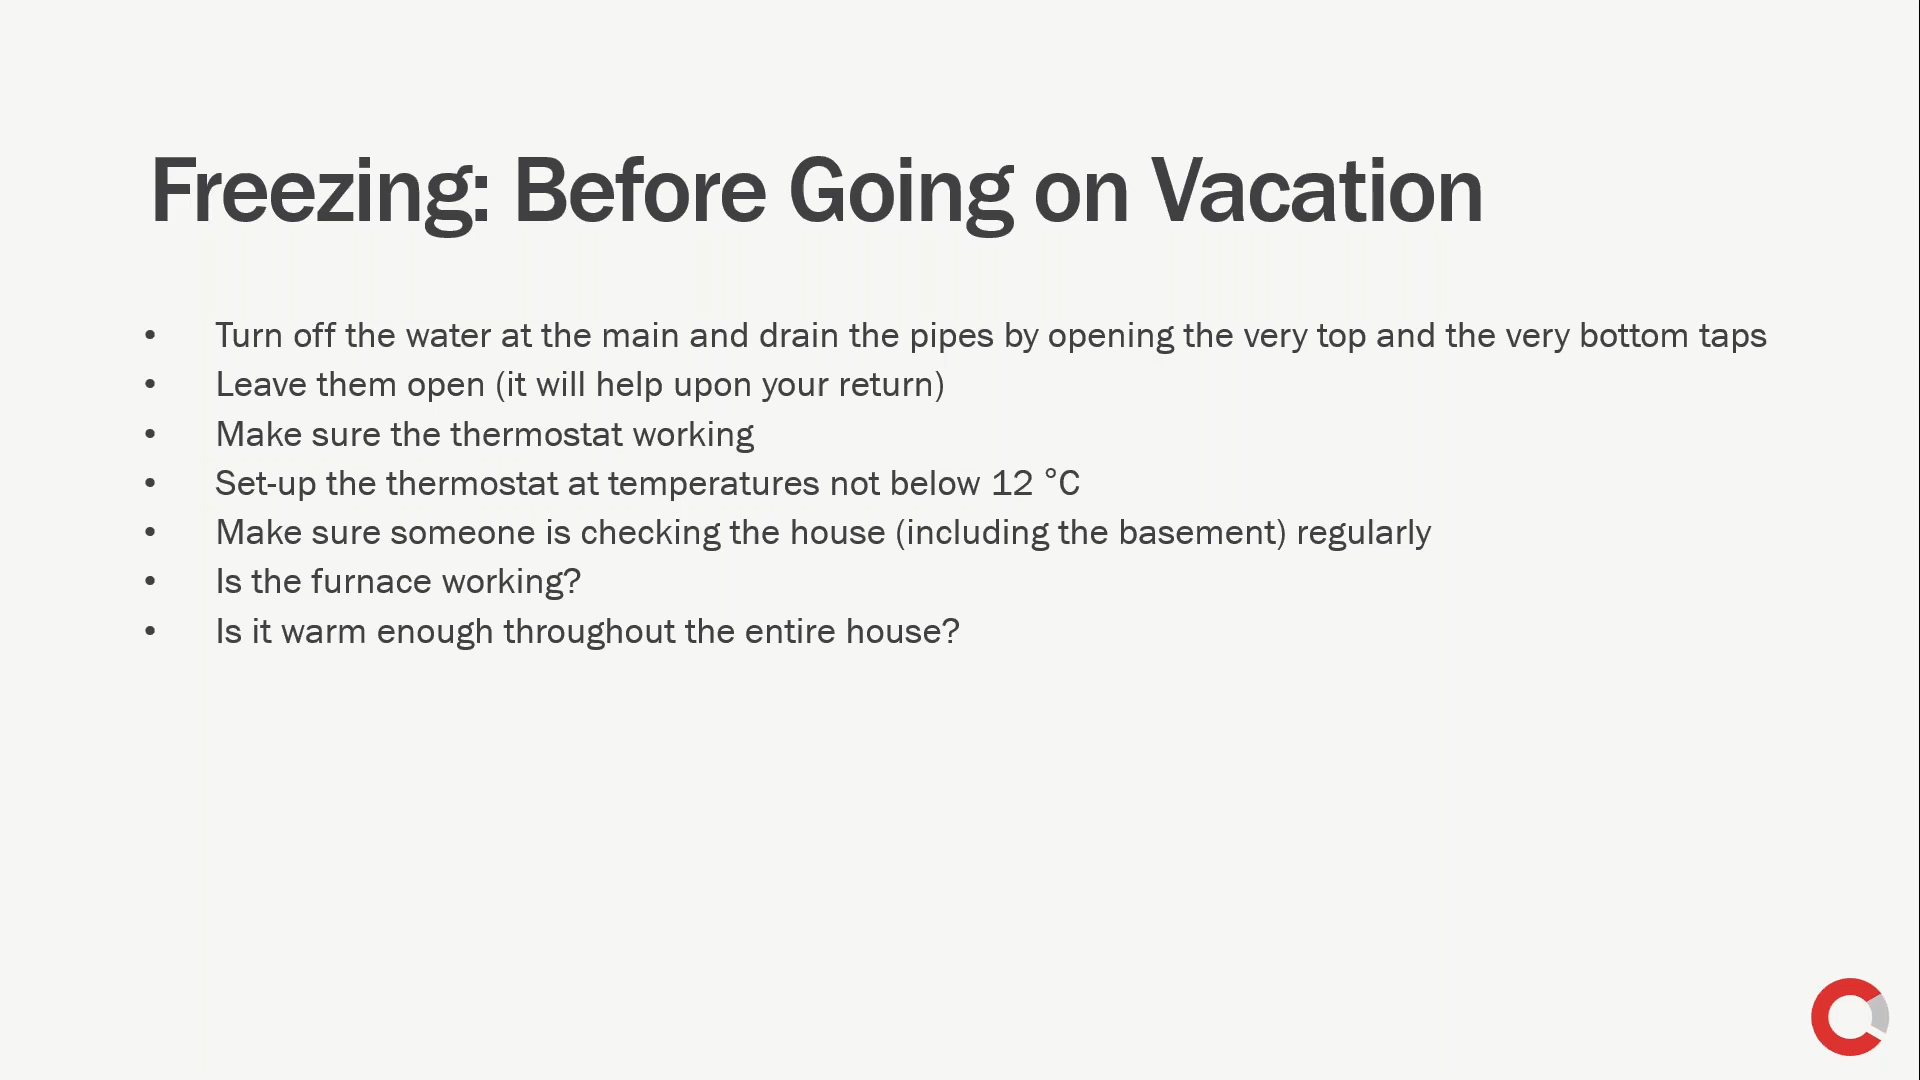 Freezing: Before Going on Vacation
• Turn off the water at the main and drain the pipes by opening the very top and the very bottom taps
• Leave them open (it will help upon your return)
• Make sure the thermostat working
• Set-up the thermostat at temperatures not below 12 °C
• Make sure someone is checking the house (including the basement) regularly
• Is the furnace working?
• Is it warm enough throughout the entire house?